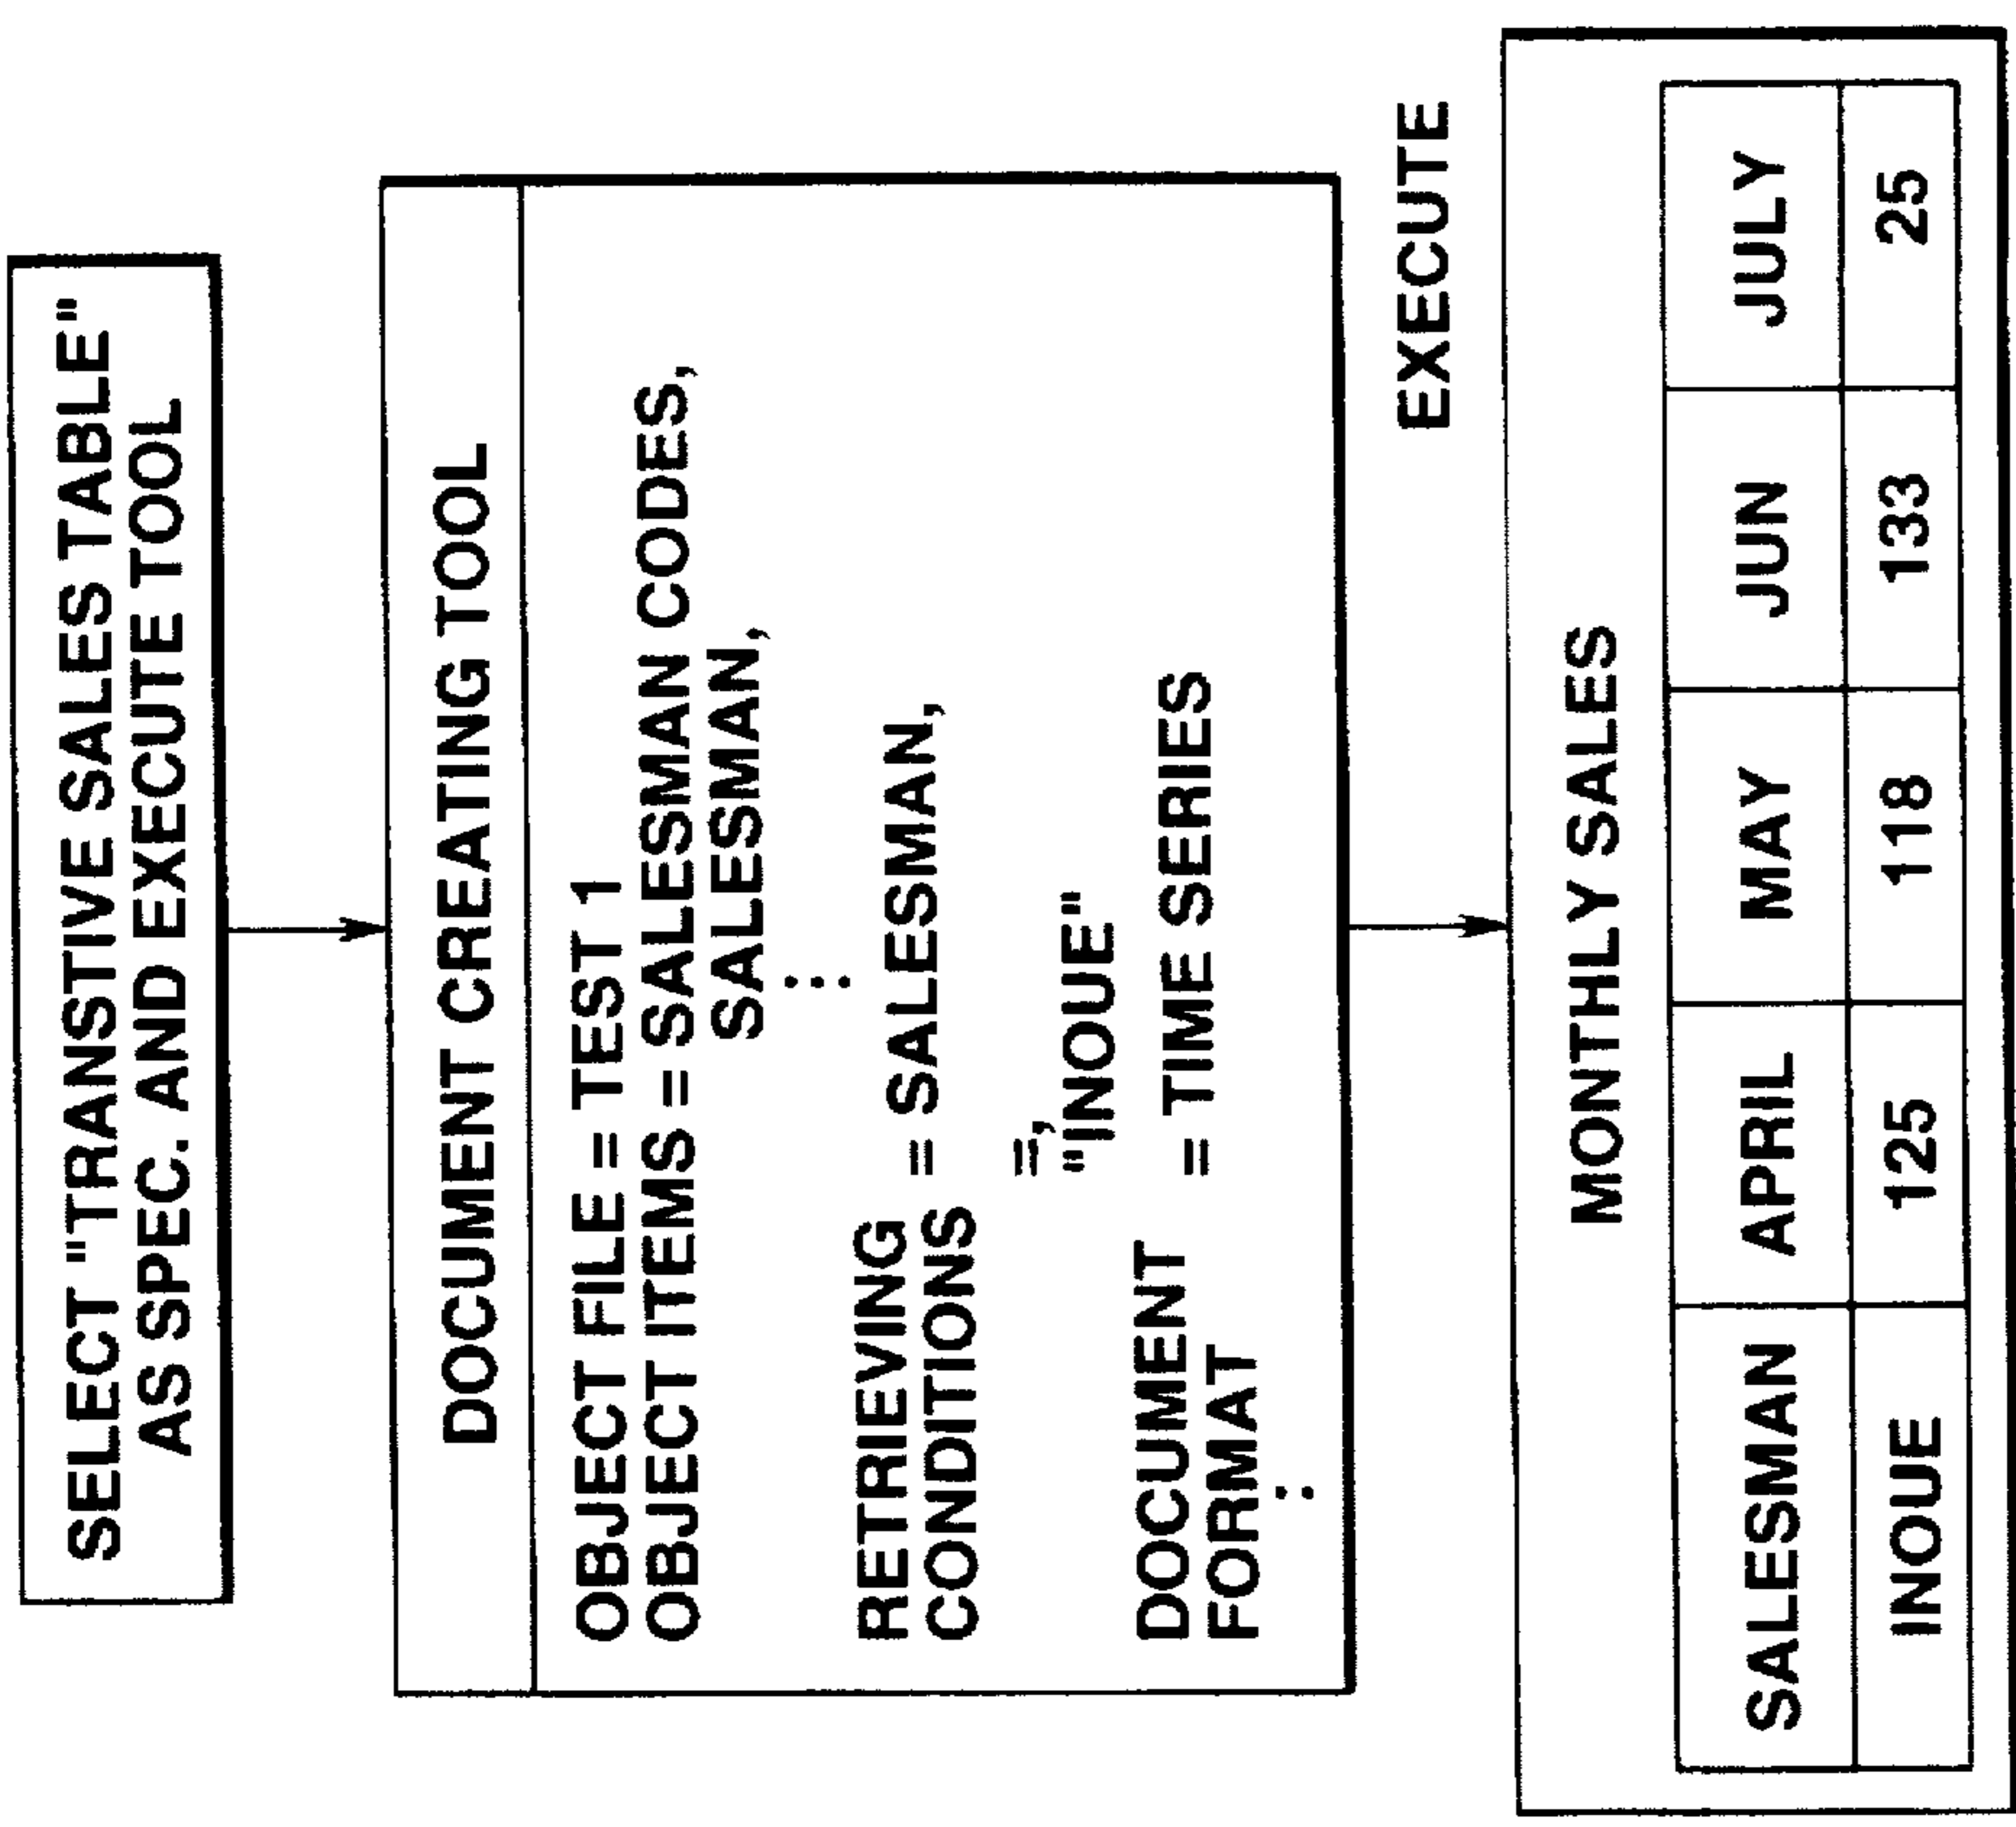 SELECT "TRANSTIVE SALES TABLE"
AS SPEC. AND EXECUTE TOOL
DOCUMENT CREATING TOOL
OBJECT FILE = TEST 1
OBJECT ITEMS = SALESMAN CODES,
SALESMAN,
:
RETRIEVING CONDITIONS = SALESMAN,
=,
"INOUE"
DOCUMENT FORMAT = TIME SERIES
:
EXECUTE
MONTHLY SALES
SALESMAN APRIL MAY JUN JULY
INOUE 125 118 133 25